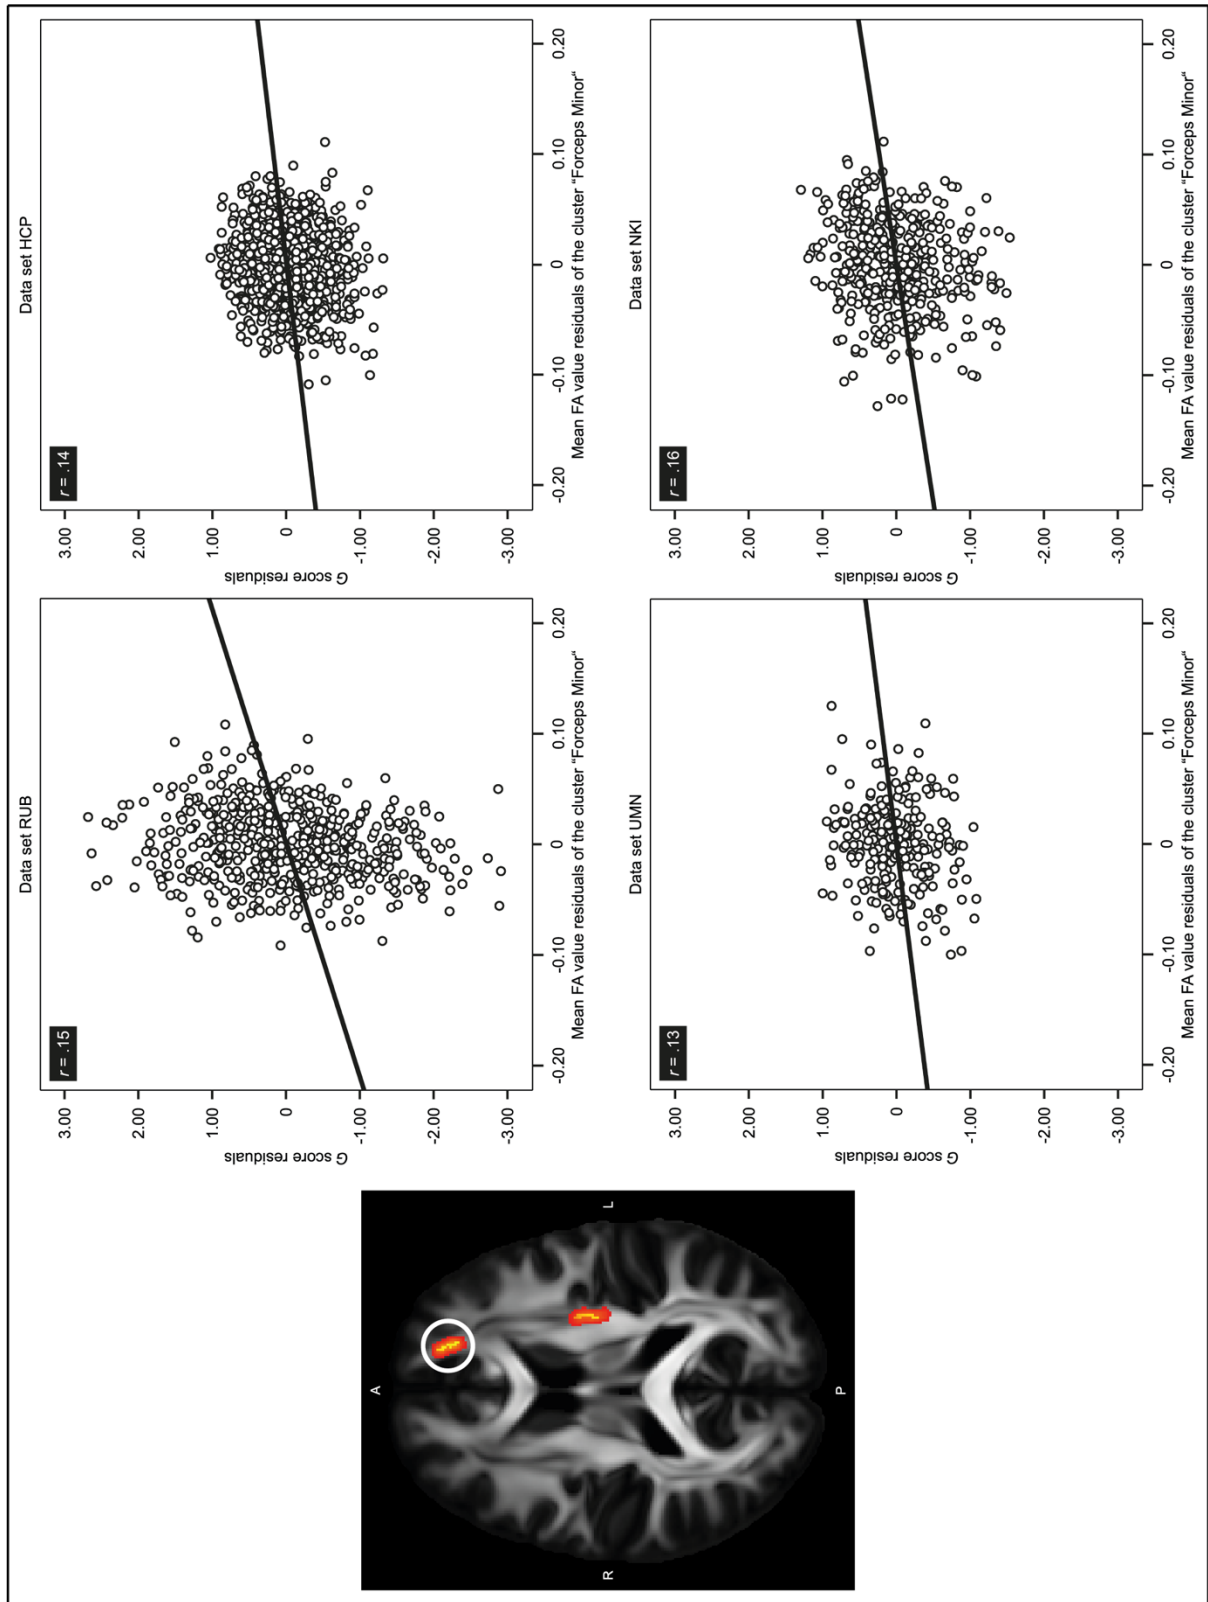 A
R
L
P
Data set RUB
r = .15
G score residuals
3.00
2.00
1.00
0
-1.00
-2.00
-3.00
-0.20
-0.10
0
0.10
0.20
Mean FA value residuals of the cluster “Forceps Minor“
Data set HCP
r = .14
G score residuals
3.00
2.00
1.00
0
-1.00
-2.00
-3.00
-0.20
-0.10
0
0.10
0.20
Mean FA value residuals of the cluster “Forceps Minor“
Data set UMN
r = .13
G score residuals
3.00
2.00
1.00
0
-1.00
-2.00
-3.00
-0.20
-0.10
0
0.10
0.20
Mean FA value residuals of the cluster “Forceps Minor“
Data set NKI
r = .16
G score residuals
3.00
2.00
1.00
0
-1.00
-2.00
-3.00
-0.20
-0.10
0
0.10
0.20
Mean FA value residuals of the cluster “Forceps Minor“